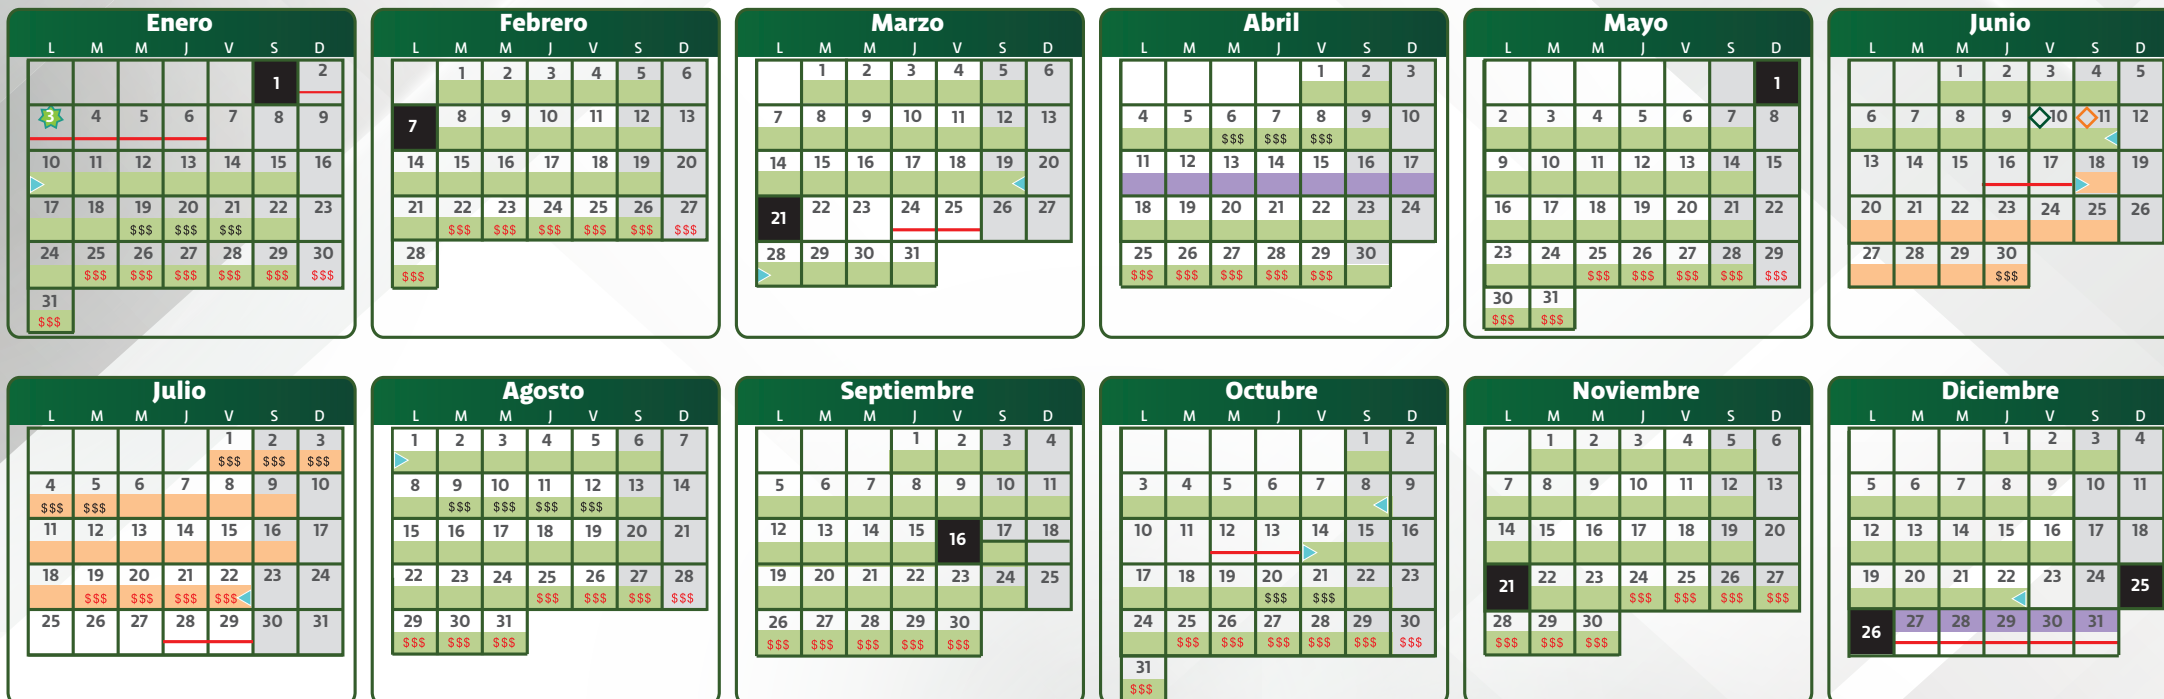 Enero
L M M J V S D
1 2
3 4 5 6 7 8 9
10 11 12 13 14 15 16
17 18 19 20 21 22 23
$$$ $$$ $$$
24 25 26 27 28 29 30
$$$ $$$ $$$ $$$ $$$ $$$
31
$$$
Febrero
L M M J V S D
1 2 3 4 5 6
7 8 9 10 11 12 13
14 15 16 17 18 19 20
21 22 23 24 25 26 27
$$$ $$$ $$$ $$$ $$$ $$$
28
$$$
Marzo
L M M J V S D
1 2 3 4 5 6
7 8 9 10 11 12 13
14 15 16 17 18 19 20
21 22 23 24 25 26 27
28 29 30 31
Abril
L M M J V S D
1 2 3
4 5 6 7 8 9 10
$$$ $$$ $$$
11 12 13 14 15 16 17
18 19 20 21 22 23 24
25 26 27 28 29 30
$$$ $$$ $$$ $$$ $$$
Mayo
L M M J V S D
1
2 3 4 5 6 7 8
9 10 11 12 13 14 15
16 17 18 19 20 21 22
23 24 25 26 27 28 29
$$$ $$$ $$$ $$$ $$$
30 31
$$$ $$$
Junio
L M M J V S D
1 2 3 4 5
6 7 8 9 10 11 12
13 14 15 16 17 18 19
20 21 22 23 24 25 26
27 28 29 30
$$$
Julio
L M M J V S D
1 2 3
$$$ $$$ $$$
4 5 6 7 8 9 10
$$$ $$$
11 12 13 14 15 16 17
18 19 20 21 22 23 24
$$$ $$$ $$$ $$$
25 26 27 28 29 30 31
Agosto
L M M J V S D
1 2 3 4 5 6 7
8 9 10 11 12 13 14
$$$ $$$ $$$ $$$
15 16 17 18 19 20 21
22 23 24 25 26 27 28
$$$ $$$ $$$ $$$
29 30 31
$$$ $$$ $$$
Septiembre
L M M J V S D
1 2 3 4
5 6 7 8 9 10 11
12 13 14 15 16 17 18
19 20 21 22 23 24 25
26 27 28 29 30
$$$ $$$ $$$ $$$ $$$
Octubre
L M M J V S D
1 2
3 4 5 6 7 8 9
10 11 12 13 14 15 16
17 18 19 20 21 22 23
$$$ $$$
24 25 26 27 28 29 30
$$$ $$$ $$$ $$$ $$$ $$$
31
$$$
Noviembre
L M M J V S D
1 2 3 4 5 6
7 8 9 10 11 12 13
14 15 16 17 18 19 20
21 22 23 24 25 26 27
$$$ $$$ $$$ $$$
28 29 30
$$$ $$$ $$$
Diciembre
L M M J V S D
1 2 3 4
5 6 7 8 9 10 11
12 13 14 15 16 17 18
19 20 21 22 23 24 25
26 27 28 29 30 31